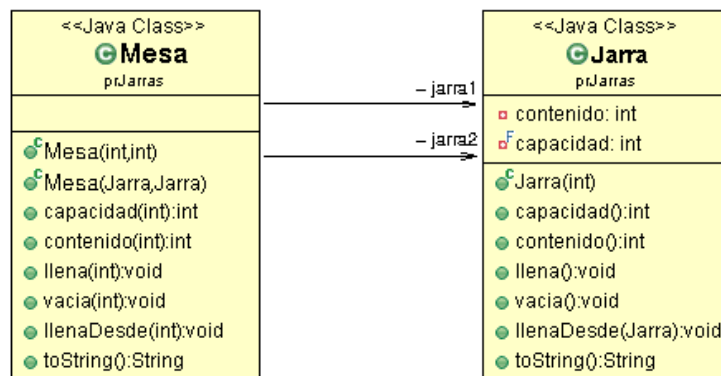 <<Java Class>>
C Mesa
prJarras
C Mesa(int,int)
C Mesa(Jarra,Jarra)
capacidad(int):int
contenido(int):int
llena(int):void
vacia(int):void
llenaDesde(int):void
toString():String
– jarra1
– jarra2
<<Java Class>>
C Jarra
prJarras
contenido: int
F capacidad: int
C Jarra(int)
capacidad():int
contenido():int
llena():void
vacia():void
llenaDesde(Jarra):void
toString():String